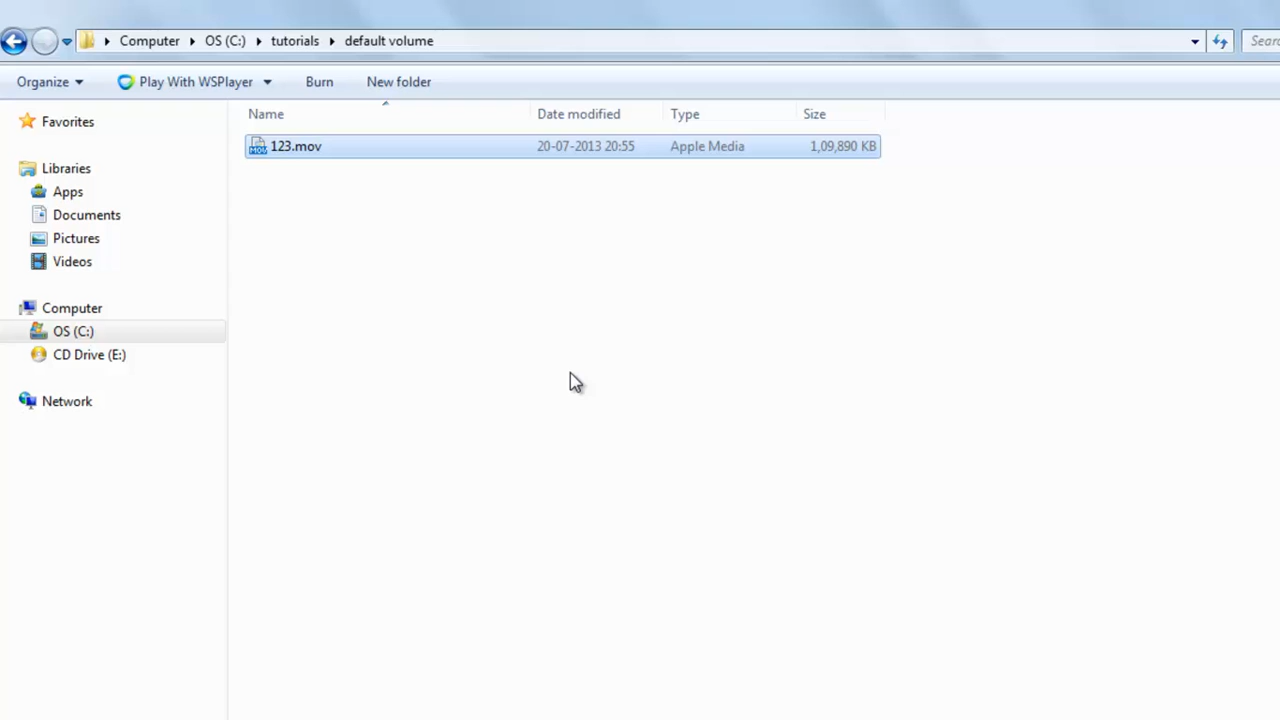 Computer OS (C:) tutorials default volume Sear
Organize Play With WSPlayer Burn New folder
Name Date modified Type Size
Favorites
MOV 123.mov 20-07-2013 20:55 Apple Media 1,09,890 KB
Libraries
Apps
Documents
Pictures
Videos
Computer
OS (C:)
CD Drive (E:)
Network